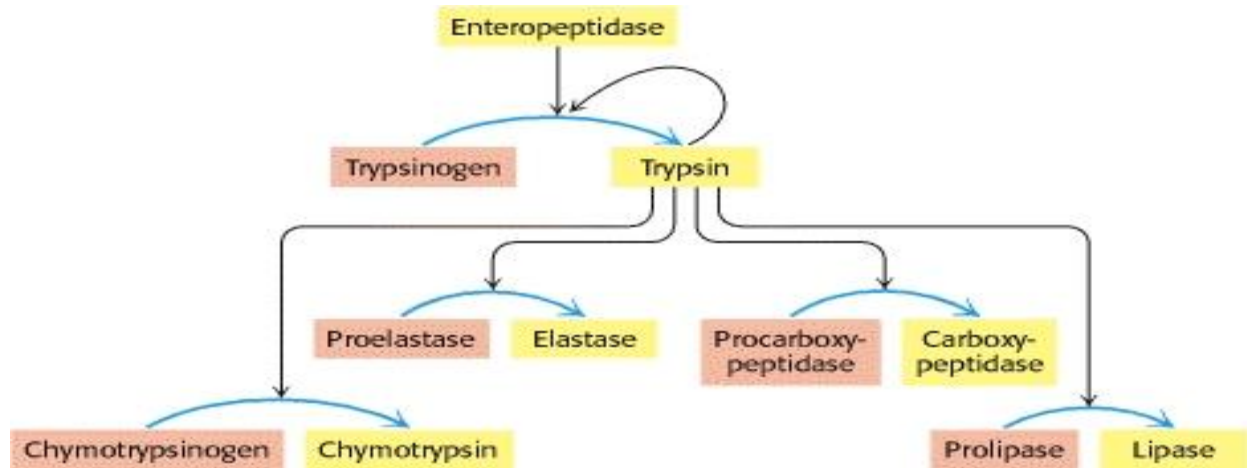 Enteropeptidase
Trypsinogen
Trypsin
Proelastase
Elastase
Procarboxy-
peptidase
Carboxy-
peptidase
Chymotrypsinogen
Chymotrypsin
Prolipase
Lipase